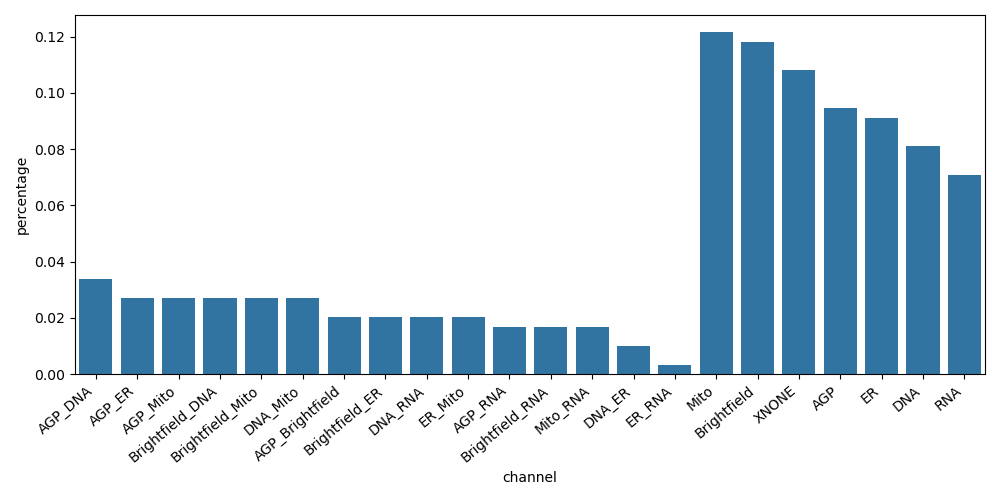 percentage
0.12
0.10
0.08
0.06
0.04
0.02
0.00
AGP_DNA
AGP_ER
AGP_Mito
Brightfield_DNA
Brightfield_Mito
DNA_Mito
AGP_Brightfield
Brightfield_ER
DNA_RNA
ER_Mito
AGP_RNA
Brightfield_RNA
Mito_RNA
DNA_ER
ER_RNA
Mito
Brightfield
XNONE
AGP
ER
DNA
RNA
channel